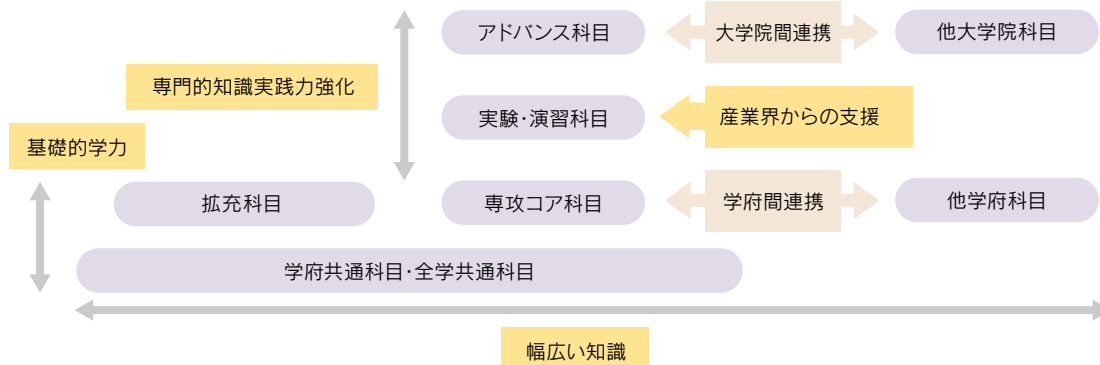 アドバンス科目
大学院間連携
他大学院科目
専門的知識実践力強化
実験・演習科目
産業界からの支援
基礎的学力
拡充科目
専攻コア科目
学府間連携
他学府科目
学府共通科目・全学共通科目
幅広い知識